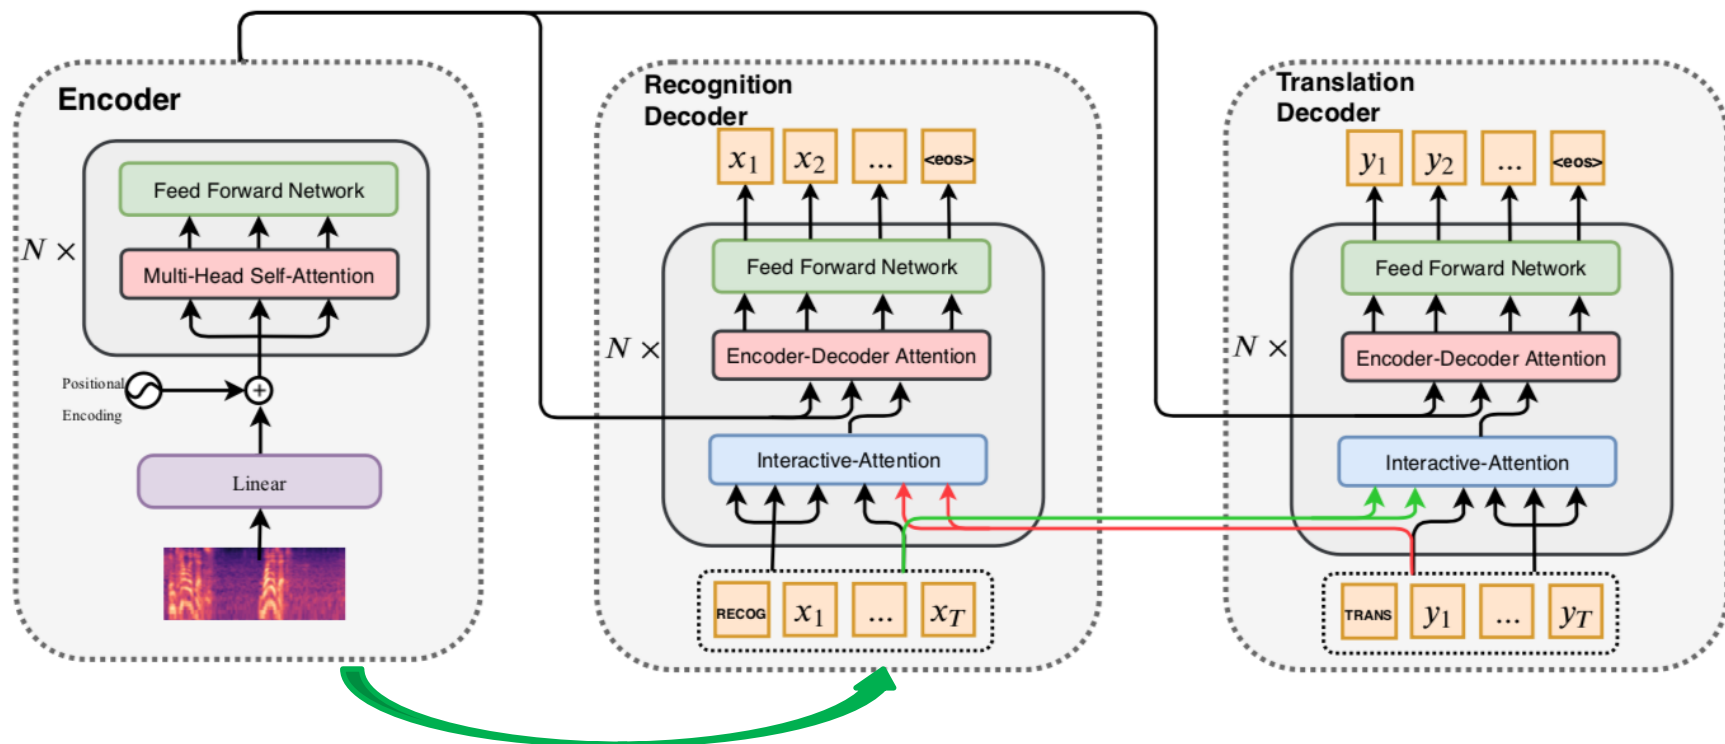 Encoder
Feed Forward Network
N ×
Multi-Head Self-Attention
Positional
Encoding
+
Linear
Recognition
Decoder
x1 x2 ... <eos>
Feed Forward Network
N ×
Encoder-Decoder Attention
Interactive-Attention
RECOG x1 ... xT
Translation
Decoder
y1 y2 ... <eos>
Feed Forward Network
N ×
Encoder-Decoder Attention
Interactive-Attention
TRANS y1 ... yT